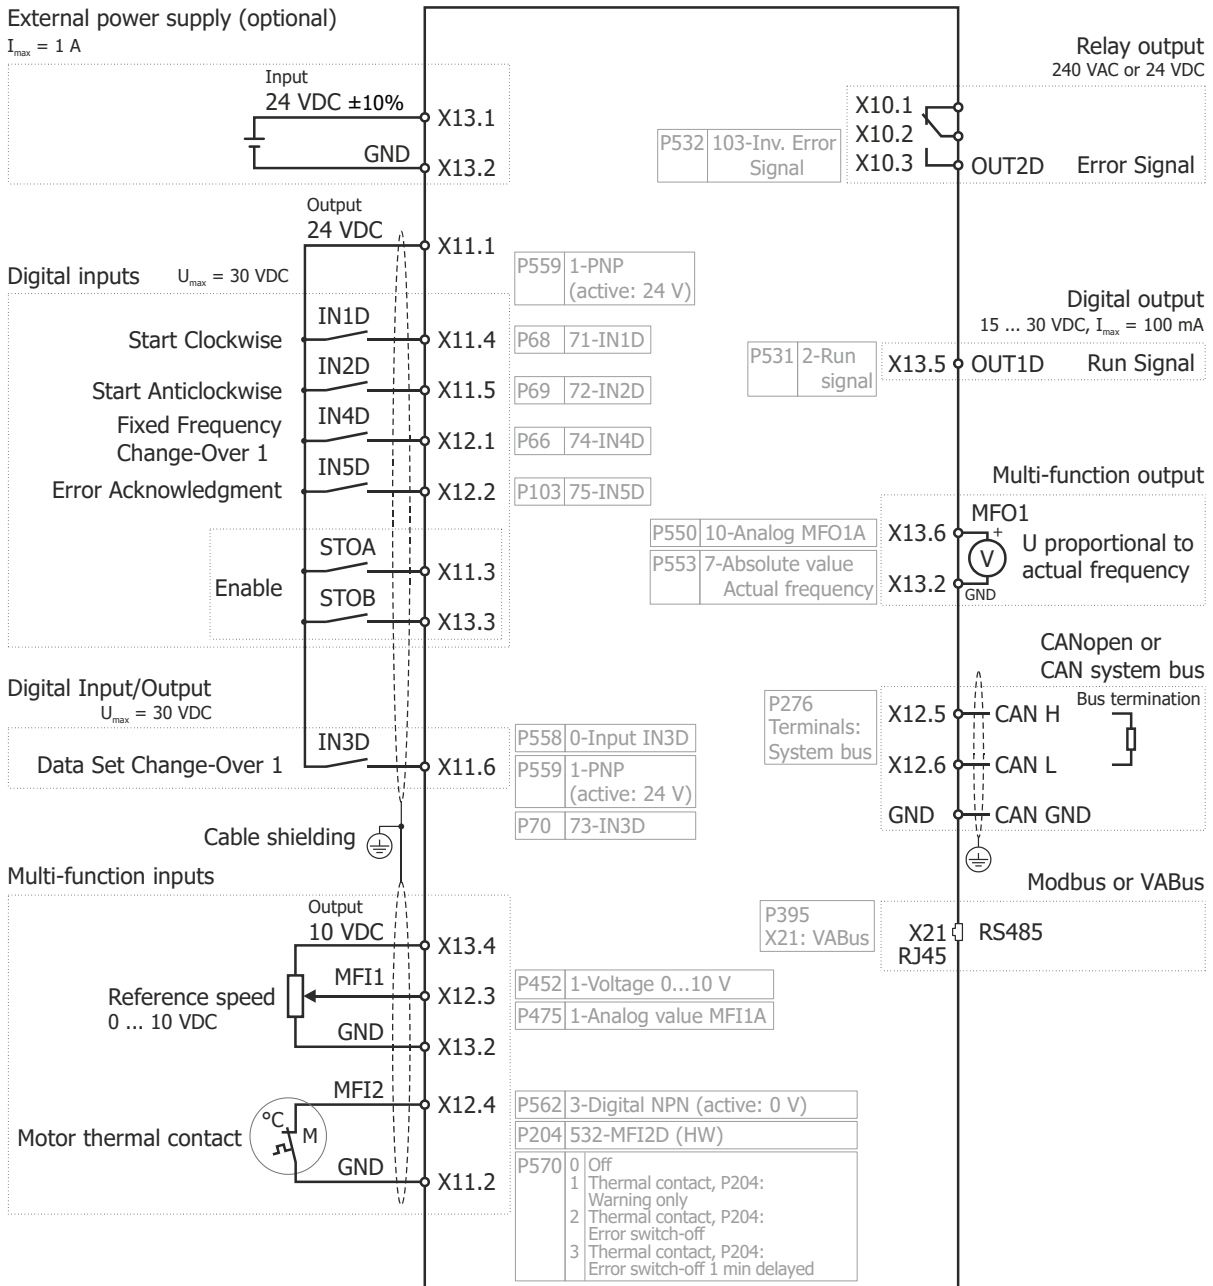 External power supply (optional)
Imax = 1 A
Input
24 VDC ±10%
X13.1
GND
X13.2
Output
24 VDC
X11.1
P559 1-PNP
(active: 24 V)
Digital inputs Umax = 30 VDC
IN1D
Start Clockwise
X11.4
P68 71-IN1D
IN2D
Start Anticlockwise
X11.5
P69 72-IN2D
IN4D
Fixed Frequency
Change-Over 1
X12.1
P66 74-IN4D
IN5D
Error Acknowledgment
X12.2
P103 75-IN5D
Enable
STOA
X11.3
STOB
X13.3
Digital Input/Output
Umax = 30 VDC
IN3D
Data Set Change-Over 1
X11.6
P558 0-Input IN3D
P559 1-PNP
(active: 24 V)
P70 73-IN3D
Cable shielding
Multi-function inputs
Output
10 VDC
X13.4
MFI1
Reference speed
0 ... 10 VDC
X12.3
P452 1-Voltage 0...10 V
P475 1-Analog value MFI1A
GND
X13.2
MFI2
X12.4
P562 3-Digital NPN (active: 0 V)
P204 532-MFI2D (HW)
°C
M
Motor thermal contact
GND
X11.2
P570 0 Off
1 Thermal contact, P204:
Warning only
2 Thermal contact, P204:
Error switch-off
3 Thermal contact, P204:
Error switch-off 1 min delayed
Relay output
240 VAC or 24 VDC
X10.1
X10.2
X10.3
P532 103-Inv. Error
Signal
OUT2D Error Signal
Digital output
15 ... 30 VDC, Imax = 100 mA
P531 2-Run
signal
X13.5 OUT1D Run Signal
Multi-function output
MFO1
P550 10-Analog MFO1A
X13.6
+
V
U proportional to
actual frequency
P553 7-Absolute value
Actual frequency
X13.2
GND
CANopen or
CAN system bus
Bus termination
P276
Terminals:
System bus
X12.5 CAN H
X12.6 CAN L
GND CAN GND
Modbus or VABus
P395
X21: VABus
X21
RJ45
RS485